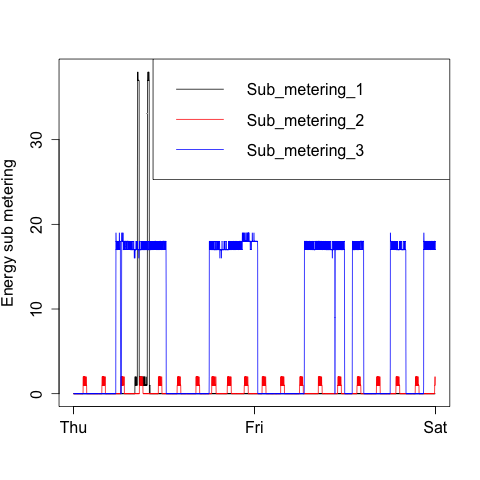 Sub_metering_1
Sub_metering_2
Sub_metering_3
Energy sub metering
30
20
10
0
Thu Fri Sat